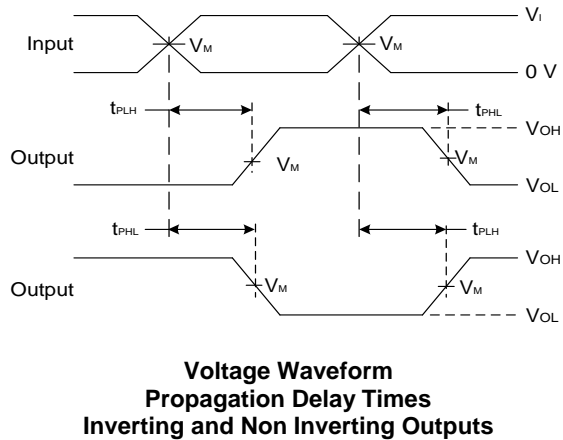 VI
Input VM VM
0 V
tPLH tPHL
VOH
Output VM VM
VOL
tPHL tPLH
VOH
Output VM VM
VOL
Voltage Waveform
Propagation Delay Times
Inverting and Non Inverting Outputs